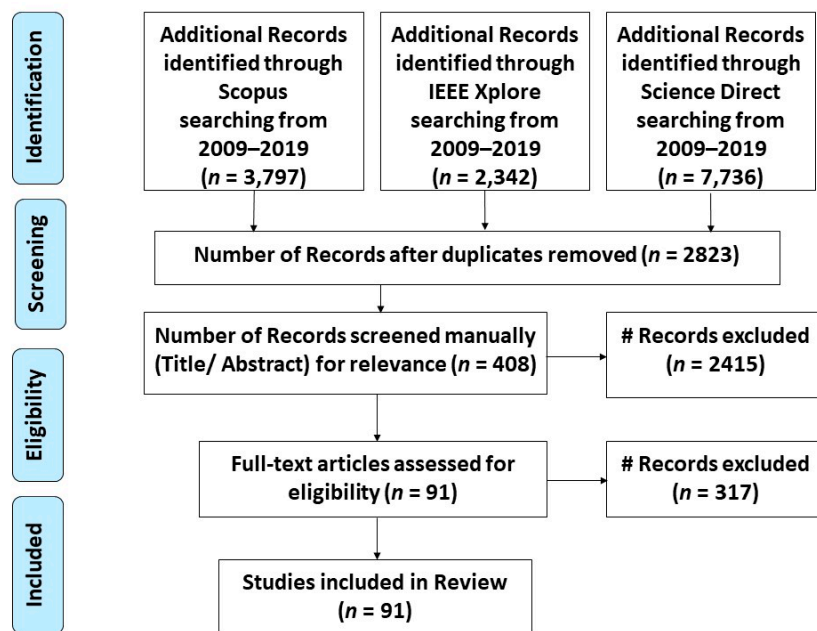 Identification
Additional Records
identified through
Scopus
searching from
2009–2019
(n = 3,797)
Additional Records
identified through
IEEE Xplore
searching from
2009–2019
(n = 2,342)
Additional Records
identified through
Science Direct
searching from
2009–2019
(n = 7,736)
Screening
Number of Records after duplicates removed (n = 2823)
Number of Records screened manually
(Title/ Abstract) for relevance (n = 408)
# Records excluded
(n = 2415)
Eligibility
Full-text articles assessed for
eligibility (n = 91)
# Records excluded
(n = 317)
Included
Studies included in Review
(n = 91)